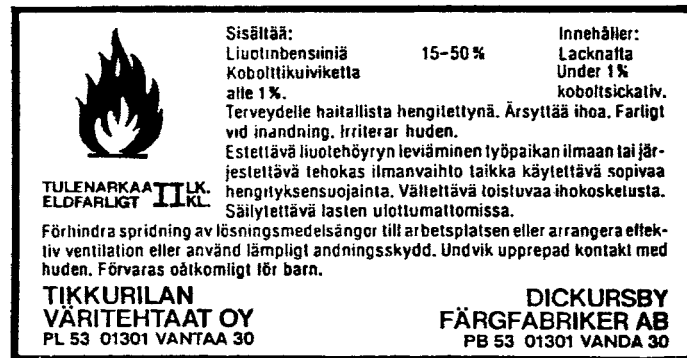 Sisältää: Innehåller:
Liuotinbensiiniä 15-50 % Lacknafta
Kobolttikuiviketta Under 1 %
alle 1 %. koboltsickativ.
Terveydelle haitallista hengitettynä. Ärsyttää ihoa. Farligt
vid inandning. Irriterar huden.
Estettävä liuotehöyryn leviäminen työpaikan ilmaan tai jär-
jestettävä tehokas ilmanvaihto taikka käytettävä sopivaa
hengityksensuojainta. Vältettävä toistuvaa ihokosketusta.
Säilytettävä lasten ulottumattomissa.
TULENARKAA II LK.
ELDFARLIGT KL.
Förhindra spridning av lösningsmedelsångor till arbetsplatsen eller arrangera effek-
tiv ventilation eller använd lämpligt andningsskydd. Undvik upprepad kontakt med
huden. Förvaras oåtkomligt för barn.
TIKKURILAN
VÄRITEHTAAT OY
PL 53 01301 VANTAA 30
DICKURSBY
FÄRGFABRIKER AB
PB 53 01301 VANDA 30